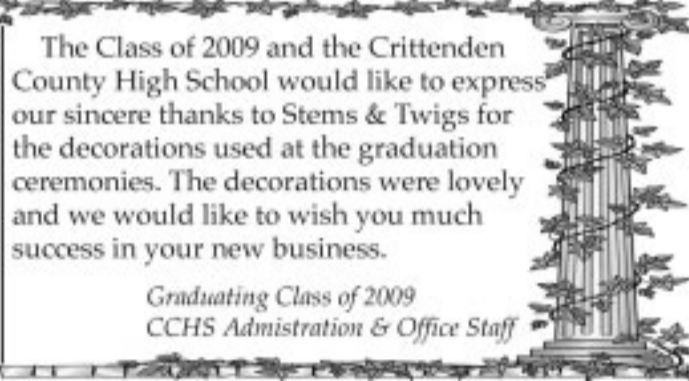 The Class of 2009 and the Crittenden
County High School would like to express
our sincere thanks to Stems & Twigs for
the decorations used at the graduation
ceremonies. The decorations were lovely
and we would like to wish you much
success in your new business.
Graduating Class of 2009
CCHS Admistration & Office Staff